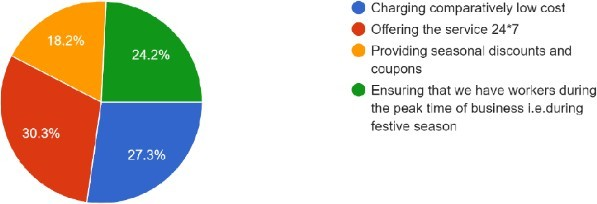 Charging comparatively low cost
Offering the service 24*7
Providing seasonal discounts and
coupons
Ensuring that we have workers during
the peak time of business i.e.during
festive season
18.2%
24.2%
30.3%
27.3%